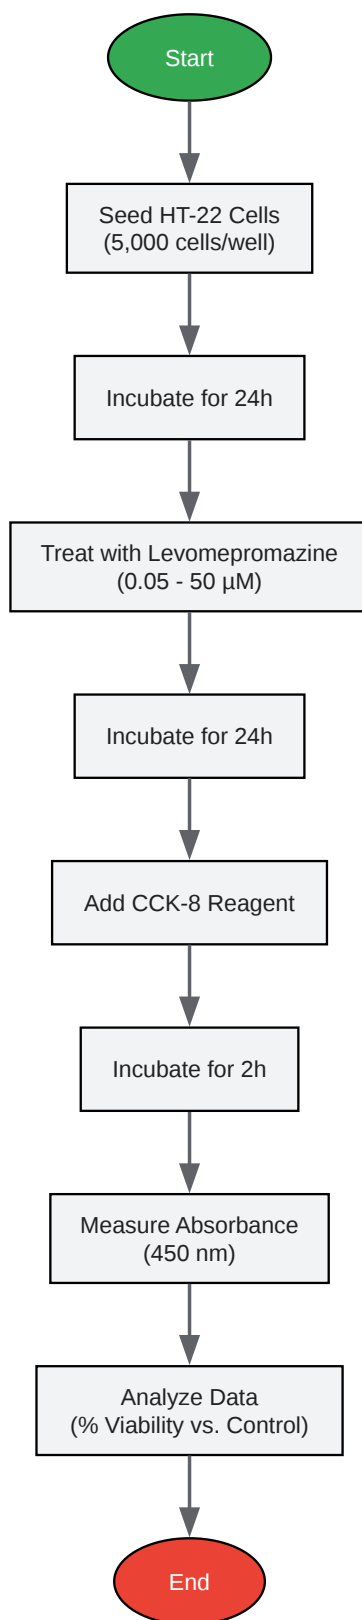 Start
Seed HT-22 Cells
(5,000 cells/well)
Incubate for 24h
Treat with Levomepromazine
(0.05 - 50 µM)
Incubate for 24h
Add CCK-8 Reagent
Incubate for 2h
Measure Absorbance
(450 nm)
Analyze Data
(% Viability vs. Control)
End